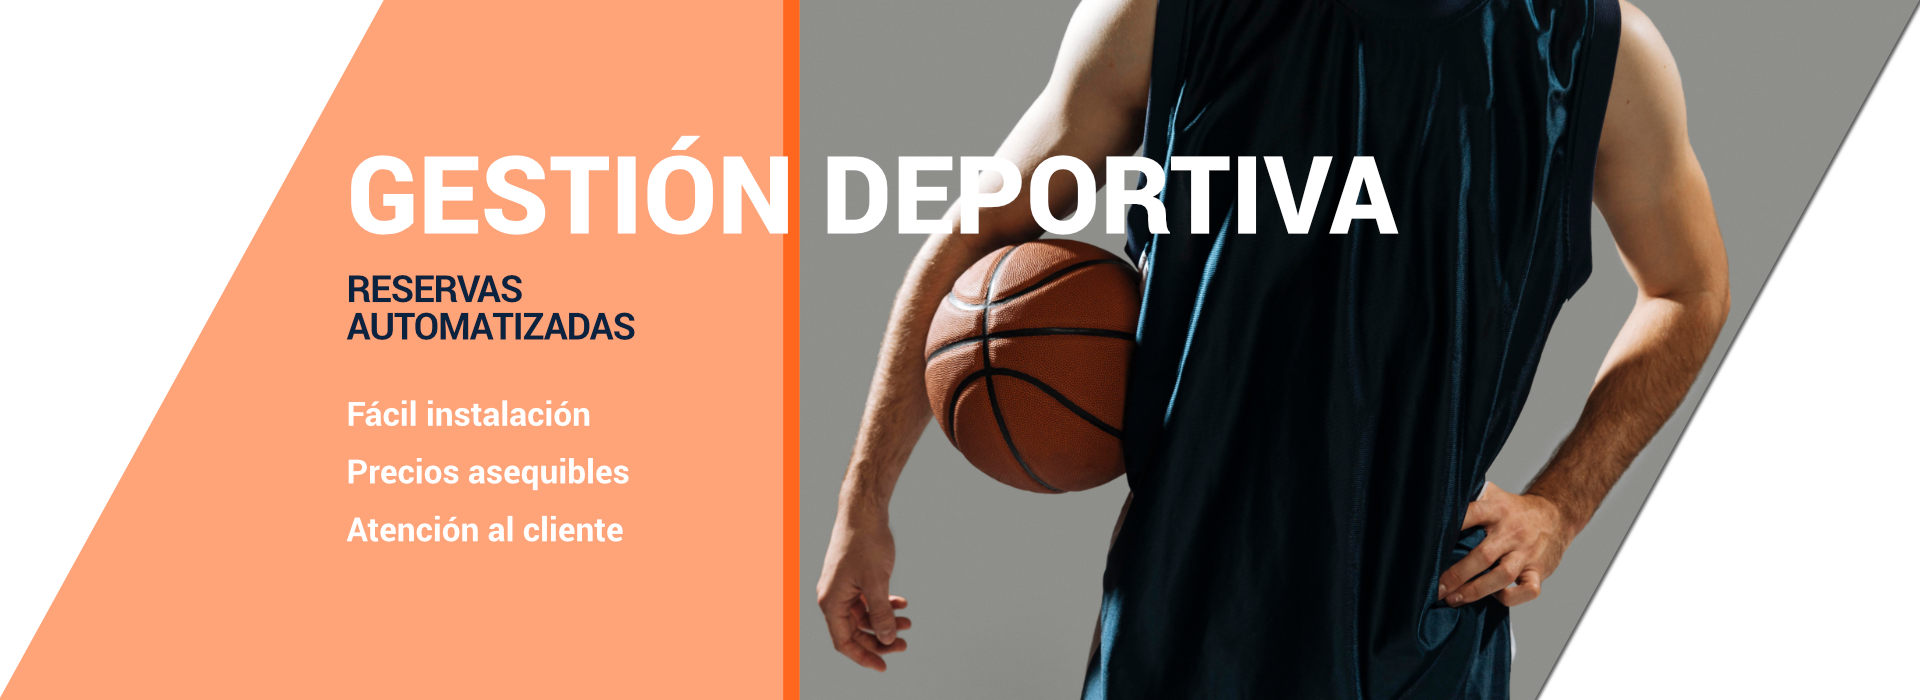 GESTIÓN DEPORTIVA
RESERVAS
AUTOMATIZADAS
Fácil instalación
Precios asequibles
Atención al cliente